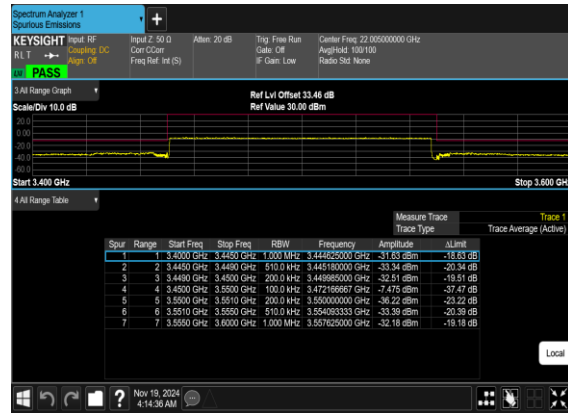 Spectrum Analyzer 1
Spurious Emissions
KEYSIGHT Input: RF Input Z: 50 Ω Atten: 20 dB Trig: Free Run Center Freq: 22.005000000 GHz
RLT Coupling: DC Corr CCorr Gate: Off Avg|Hold: 100/100
Align: Off Freq Ref: Int (S) IF Gain: Low Radio Std: None
PASS
3 All Range Graph Ref Lvl Offset 33.46 dB
Scale/Div 10.0 dB Ref Value 30.00 dBm
20.0
0.00
-20.0
-40.0
-60.0
Start 3.400 GHz Stop 3.600 GHz
4 All Range Table
Measure Trace Trace 1
Trace Type Trace Average (Active)
Spur Range Start Freq Stop Freq RBW Frequency Amplitude ΔLimit
1 1 3.4000 GHz 3.4450 GHz 1.000 MHz 3.444625000 GHz -31.63 dBm -18.63 dB
2 2 3.4450 GHz 3.4490 GHz 510.0 kHz 3.445180000 GHz -33.34 dBm -20.34 dB
3 3 3.4490 GHz 3.4500 GHz 200.0 kHz 3.449985000 GHz -32.51 dBm -19.51 dB
4 4 3.4500 GHz 3.5500 GHz 100.0 kHz 3.472166667 GHz -7.475 dBm -37.47 dB
5 5 3.5500 GHz 3.5510 GHz 200.0 kHz 3.550000000 GHz -36.22 dBm -23.22 dB
6 6 3.5510 GHz 3.5550 GHz 510.0 kHz 3.554093333 GHz -33.39 dBm -20.39 dB
7 7 3.5550 GHz 3.6000 GHz 1.000 MHz 3.557625000 GHz -32.18 dBm -19.18 dB
Local
Nov 19, 2024
4:14:36 AM